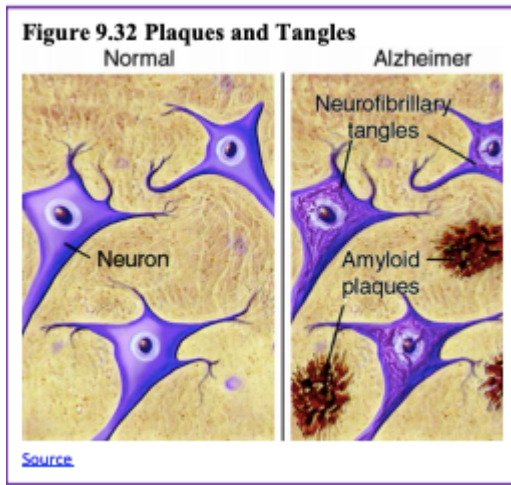 Figure 9.32 Plaques and Tangles
Normal
Alzheimer
Neurofibrillary
tangles
Neuron
Amyloid
plaques
Source